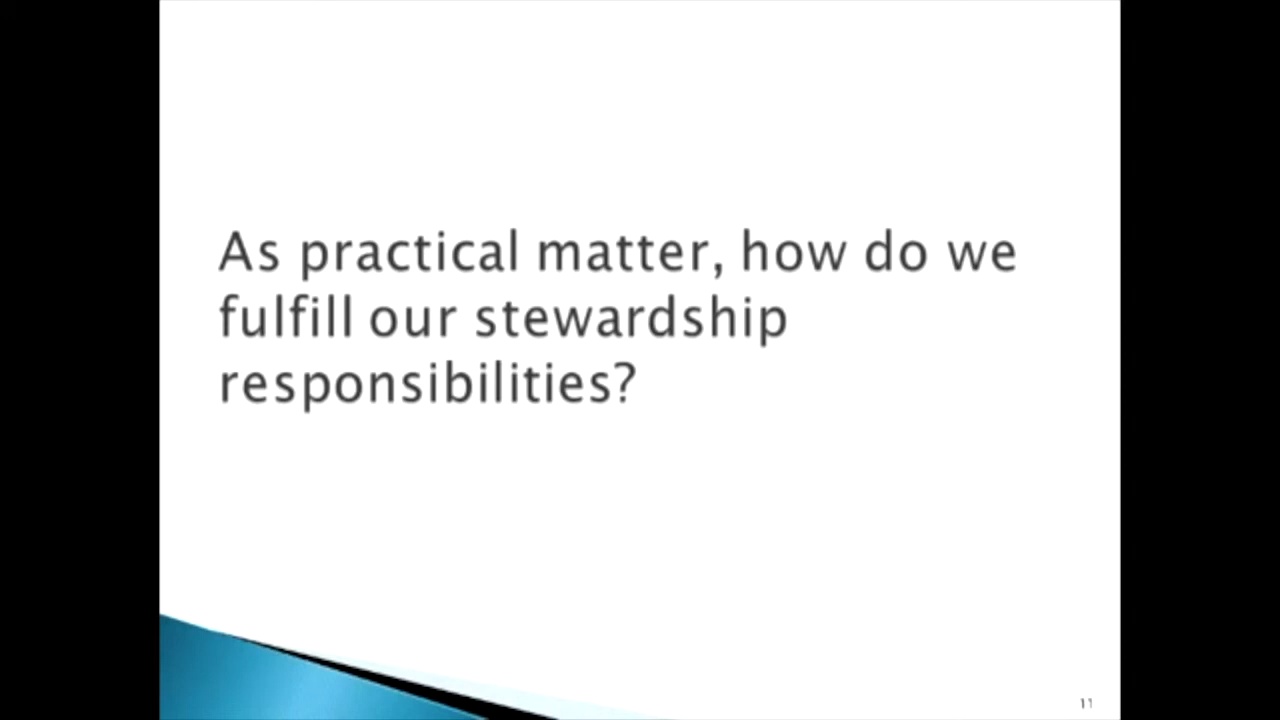 As practical matter, how do we
fulfill our stewardship
responsibilities?
11